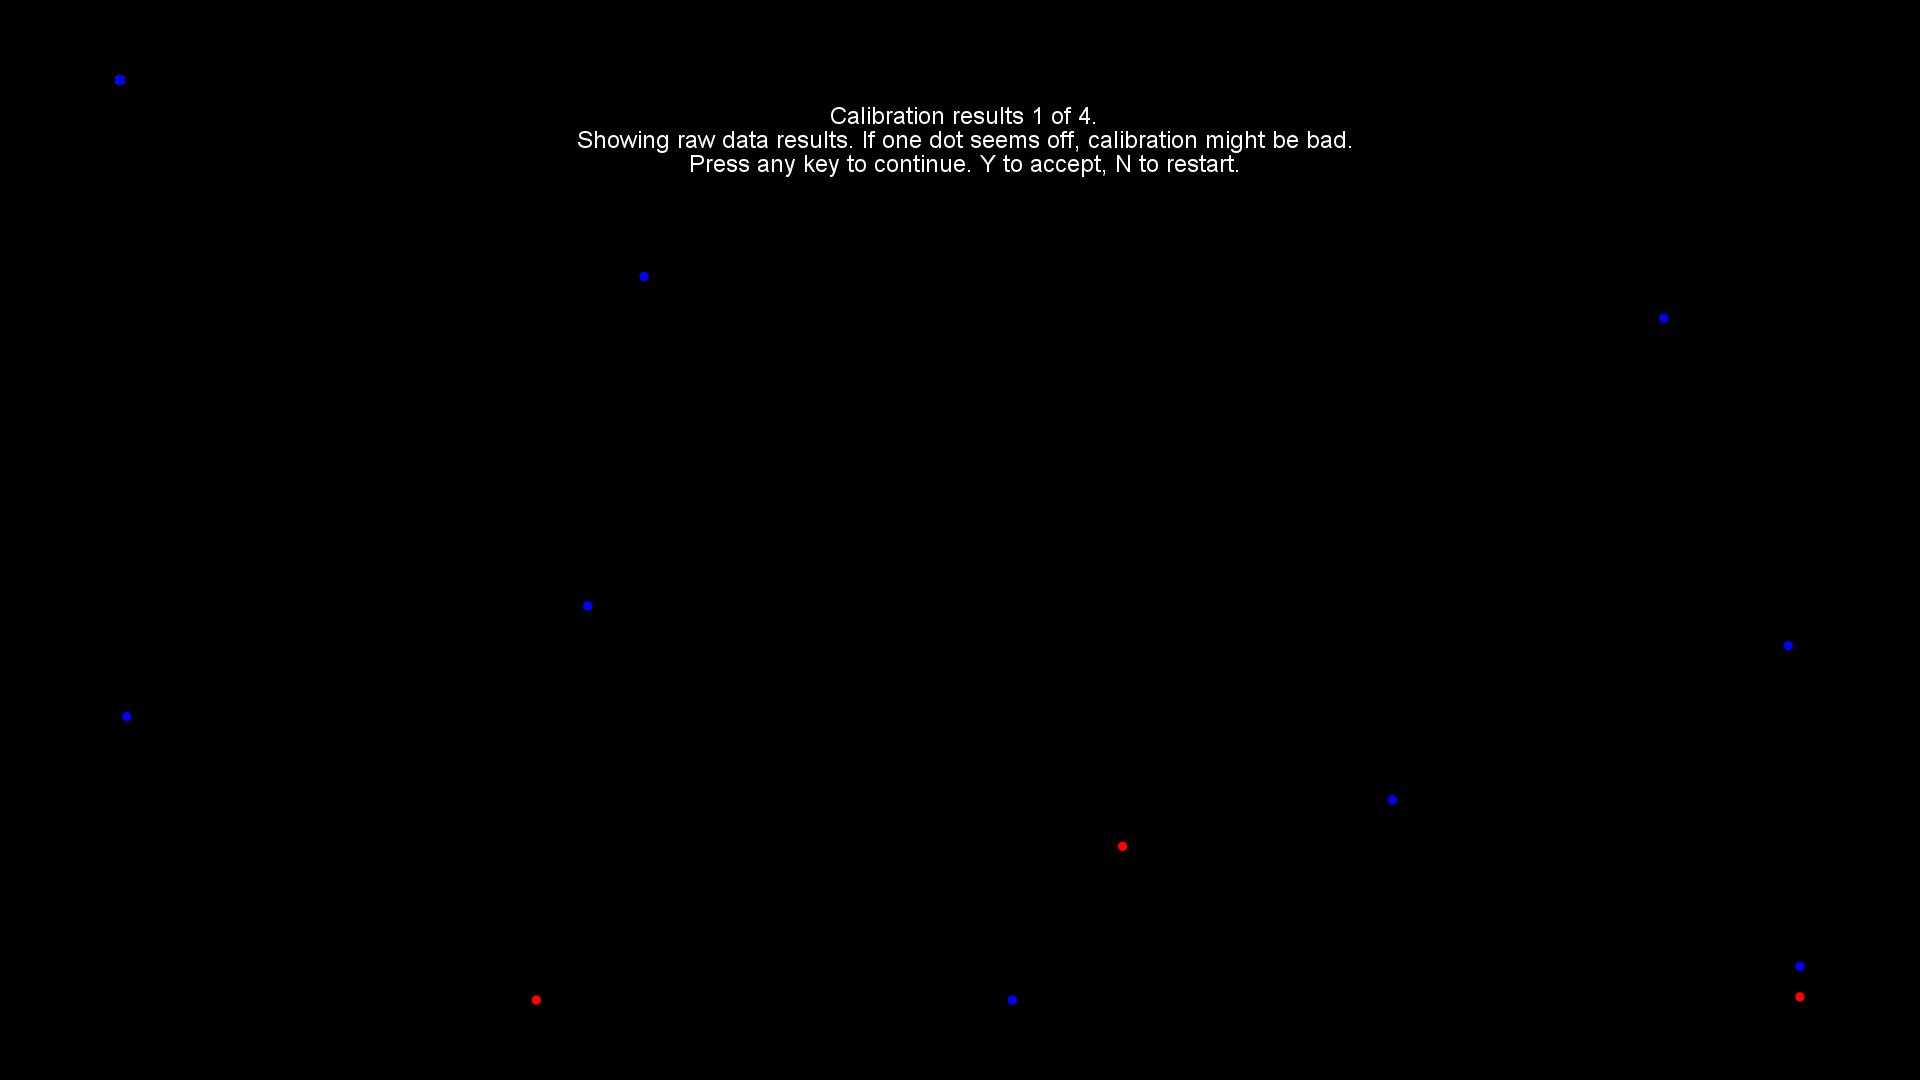 Calibration results 1 of 4.
Showing raw data results. If one dot seems off, calibration might be bad.
Press any key to continue. Y to accept, N to restart.